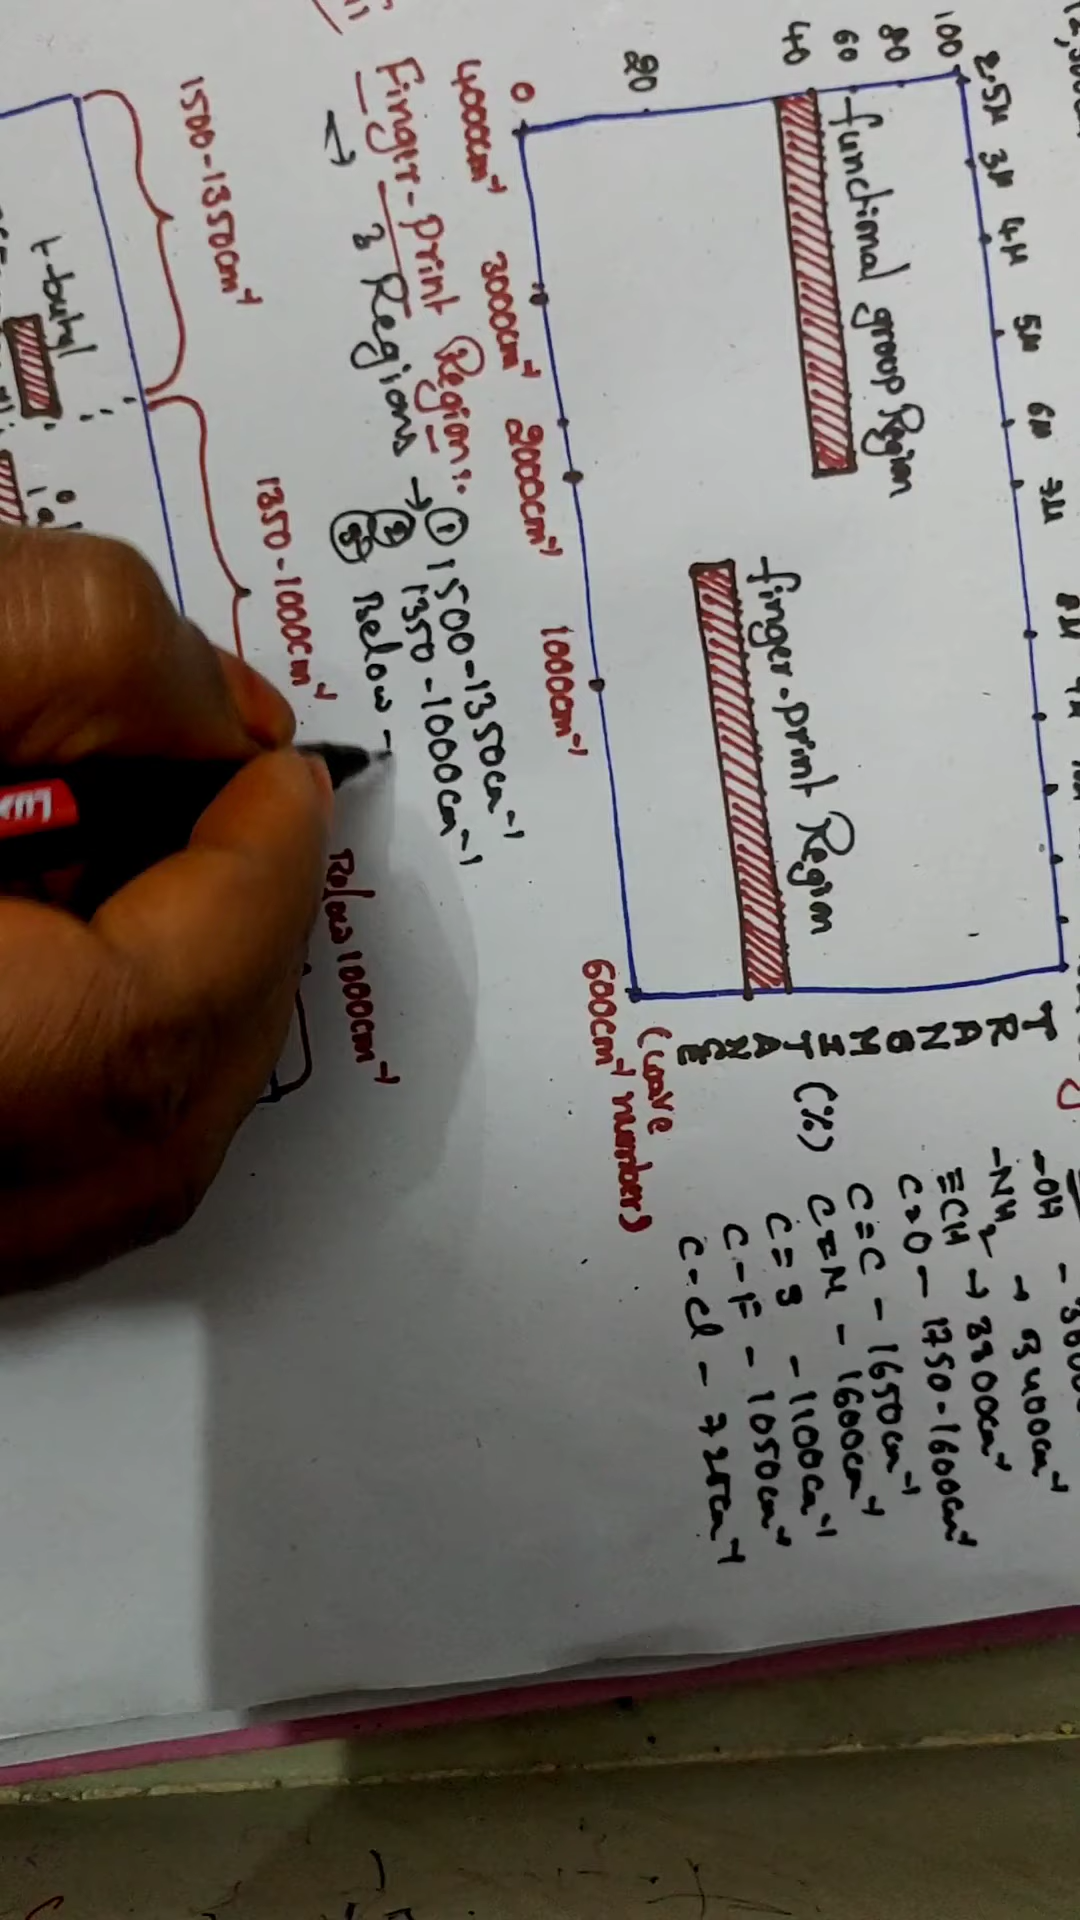 2.5μ 3μ 4μ 5μ 6μ 7μ 8μ
100
80
60
40
20
0
functional group Region
finger-print Region
TRANSMITTANCE (%)
4000cm-1 3000cm-1 2000cm-1 1000cm-1 600cm-1
(wave numbers)
-OH
-NH2 → 3400cm-1
≡CH → 3300cm-1
C=O - 1750-1600cm-1
C=C - 1650cm-1
C=N - 1600cm-1
C=S - 1100cm-1
C-F - 1050cm-1
C-Cl - 725cm-1
Finger-print Region:-
→ 3 Regions → ① 1500-1350cm-1
② 1350-1000cm-1
③ Below -
1500-1350cm-1 1350-1000cm-1 Below 1000cm-1
t-butyl
LUX